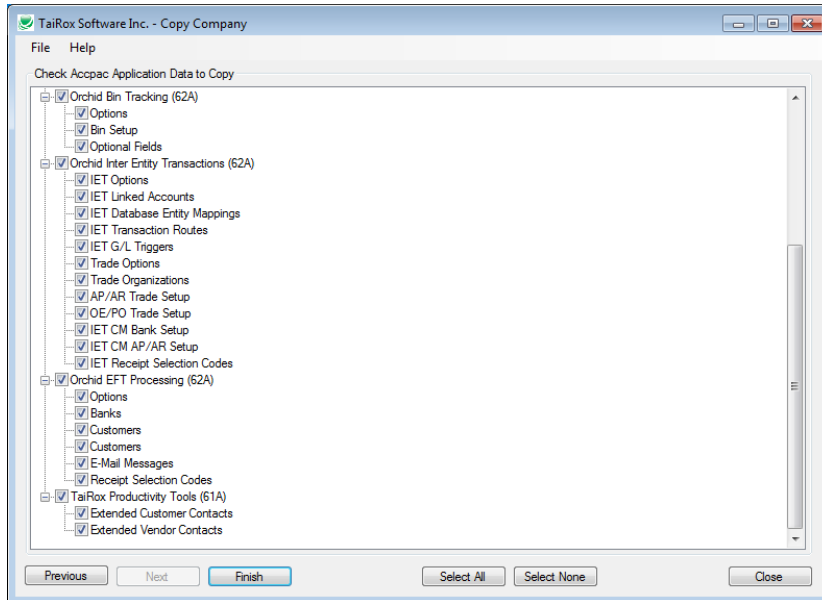 TaiRox Software Inc. - Copy Company
File Help
Check Accpac Application Data to Copy
Orchid Bin Tracking (62A)
Options
Bin Setup
Optional Fields
Orchid Inter Entity Transactions (62A)
IET Options
IET Linked Accounts
IET Database Entity Mappings
IET Transaction Routes
IET G/L Triggers
Trade Options
Trade Organizations
AP/AR Trade Setup
OE/PO Trade Setup
IET CM Bank Setup
IET CM AP/AR Setup
IET Receipt Selection Codes
Orchid EFT Processing (62A)
Options
Banks
Customers
Customers
E-Mail Messages
Receipt Selection Codes
TaiRox Productivity Tools (61A)
Extended Customer Contacts
Extended Vendor Contacts
Previous Next Finish Select All Select None Close